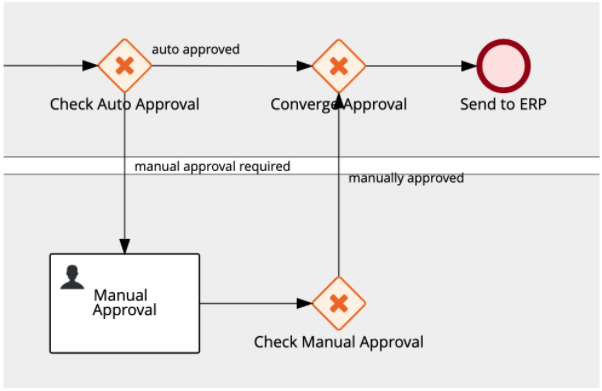 auto approved
Check Auto Approval
Converge Approval
Send to ERP
manual approval required
manually approved
Manual
Approval
Check Manual Approval